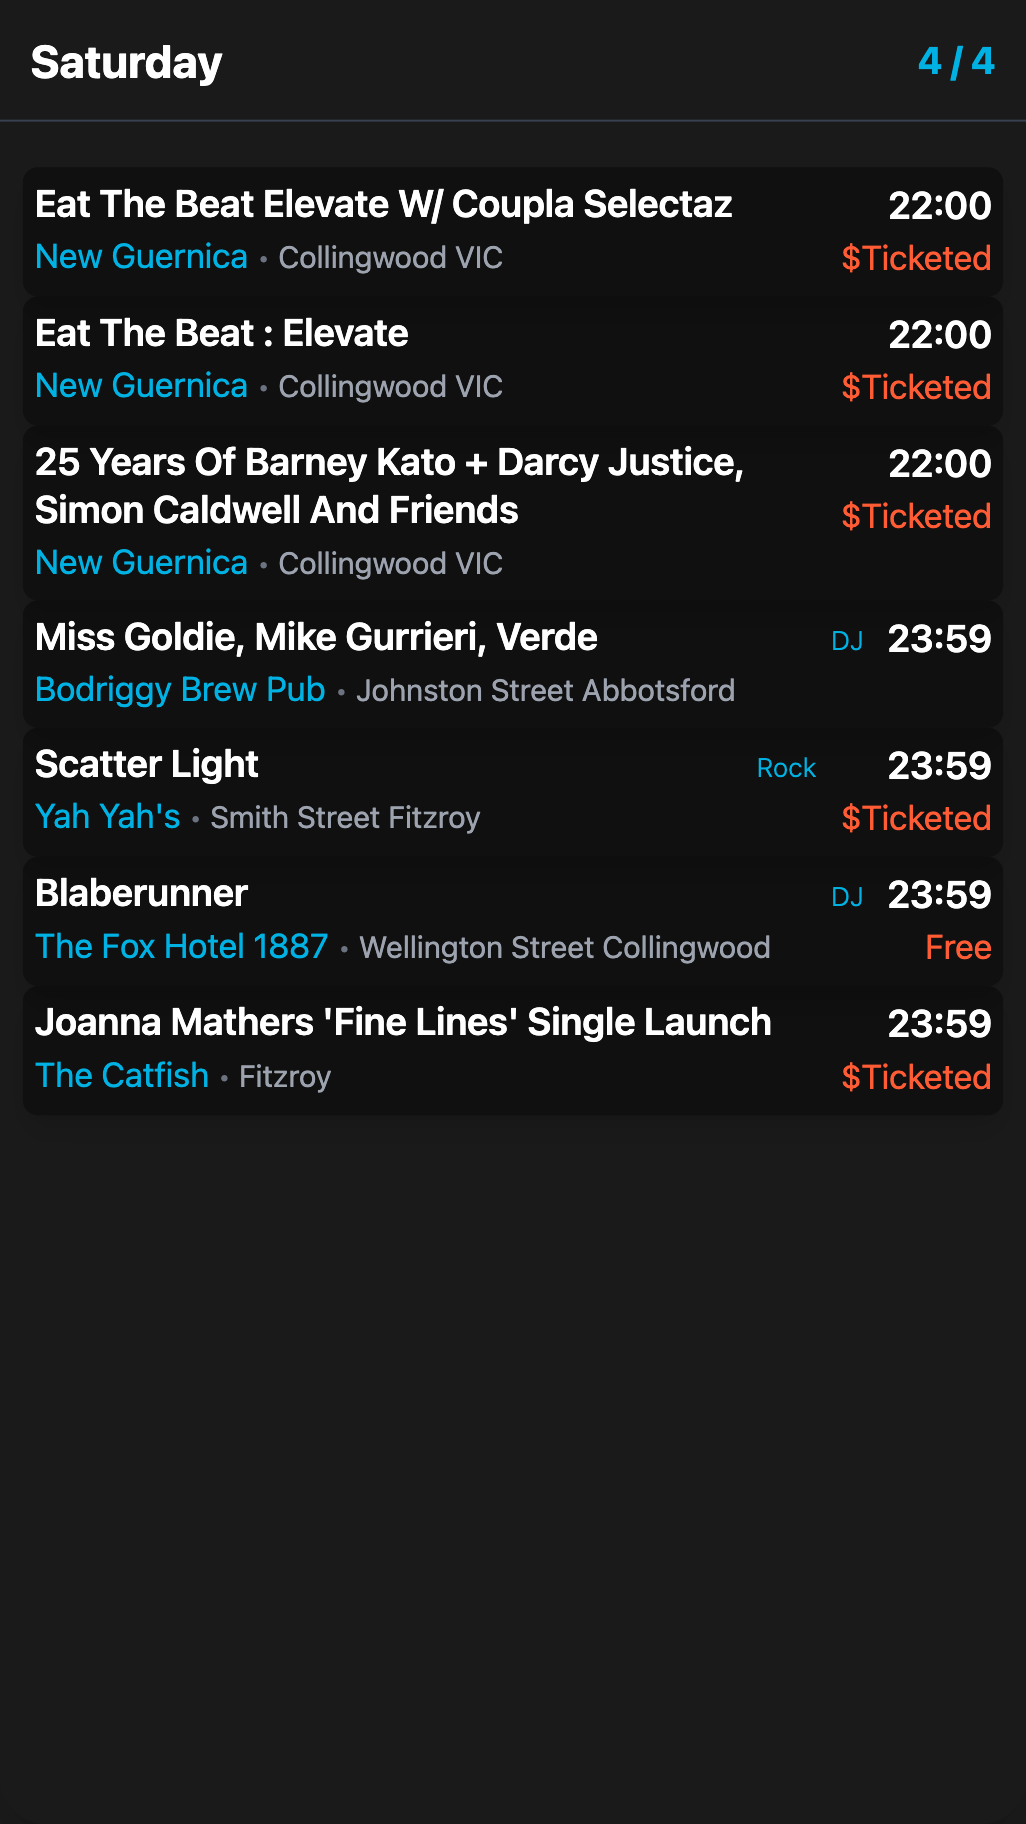 Saturday 4 / 4
Eat The Beat Elevate W/ Coupla Selectaz 22:00
New Guernica • Collingwood VIC $Ticketed
Eat The Beat : Elevate 22:00
New Guernica • Collingwood VIC $Ticketed
25 Years Of Barney Kato + Darcy Justice, 22:00
Simon Caldwell And Friends $Ticketed
New Guernica • Collingwood VIC
Miss Goldie, Mike Gurrieri, Verde DJ 23:59
Bodriggy Brew Pub • Johnston Street Abbotsford
Scatter Light Rock 23:59
Yah Yah's • Smith Street Fitzroy $Ticketed
Blaberunner DJ 23:59
The Fox Hotel 1887 • Wellington Street Collingwood Free
Joanna Mathers 'Fine Lines' Single Launch 23:59
The Catfish • Fitzroy $Ticketed